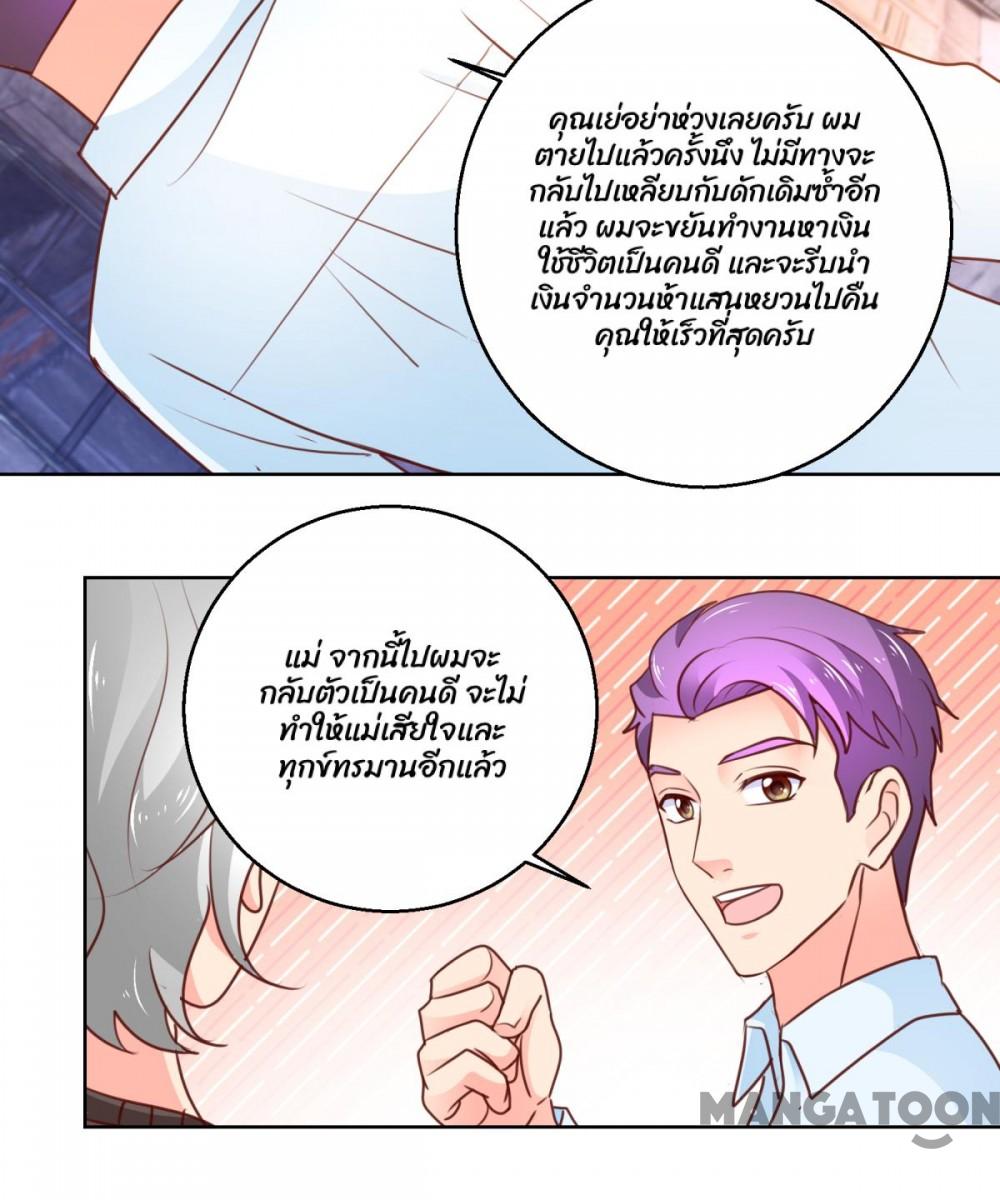 คุณเย่อย่าห่วงเลยครับ ผม
ตายไปแล้วครั้งนึง ไม่มีทางจะ
กลับไปเหลียบกับดักเดิมซ้ำอีก
แล้ว ผมจะขยันทำงานหาเงิน
ใช้ชีวิตเป็นคนดี และจะรีบนำ
เงินจำนวนห้าแสนหยวนไปคืน
คุณให้เร็วที่สุดครับ
แม่ จากนี้ไปผมจะ
กลับตัวเป็นคนดี จะไม่
ทำให้แม่เสียใจและ
ทุกข์ทรมานอีกแล้ว
MANGATOON